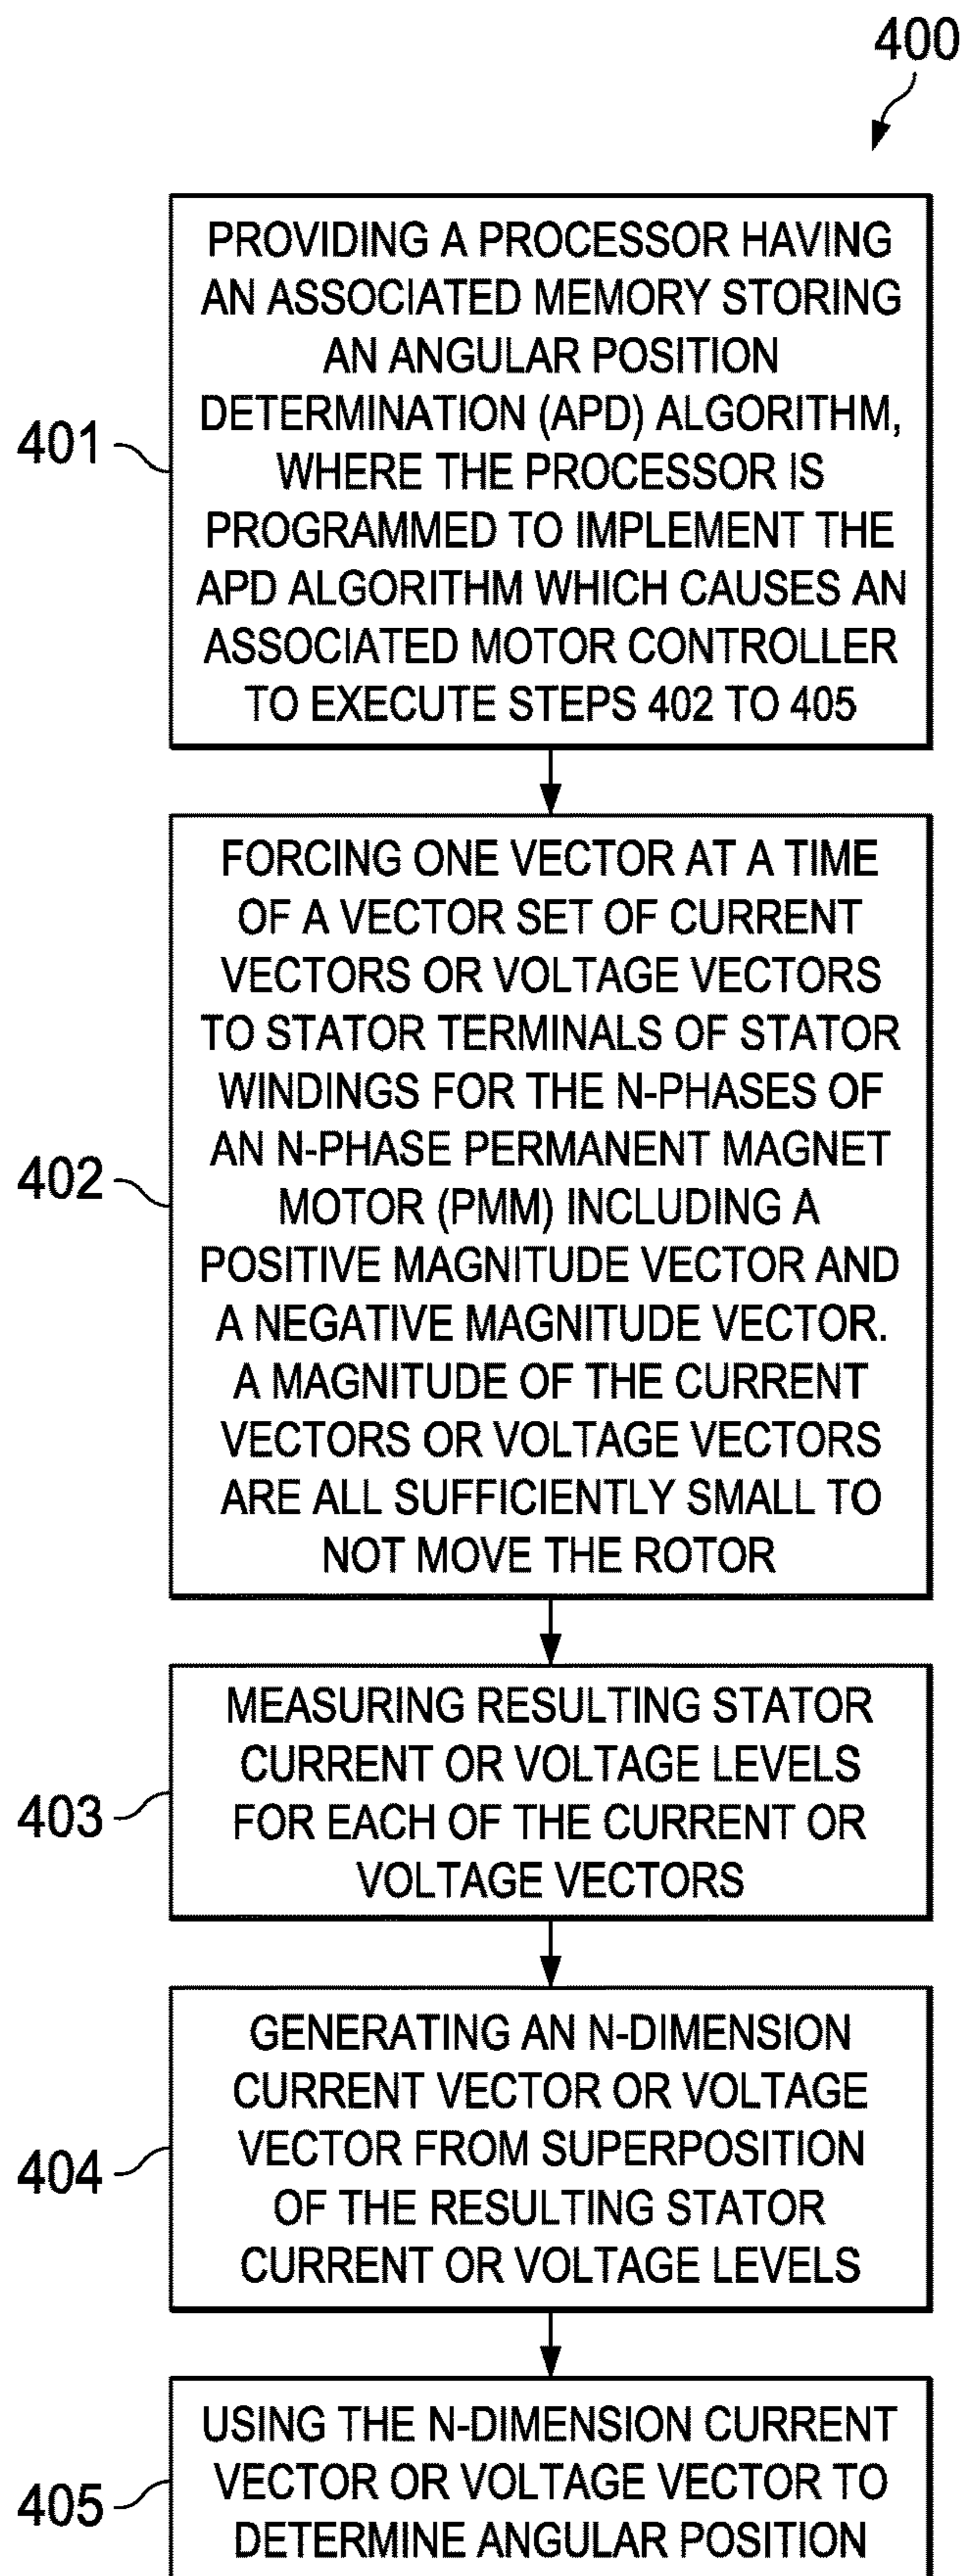 400
PROVIDING A PROCESSOR HAVING
AN ASSOCIATED MEMORY STORING
AN ANGULAR POSITION
DETERMINATION (APD) ALGORITHM,
WHERE THE PROCESSOR IS
PROGRAMMED TO IMPLEMENT THE
APD ALGORITHM WHICH CAUSES AN
ASSOCIATED MOTOR CONTROLLER
TO EXECUTE STEPS 402 TO 405
401
FORCING ONE VECTOR AT A TIME
OF A VECTOR SET OF CURRENT
VECTORS OR VOLTAGE VECTORS
TO STATOR TERMINALS OF STATOR
WINDINGS FOR THE N-PHASES OF
AN N-PHASE PERMANENT MAGNET
MOTOR (PMM) INCLUDING A
POSITIVE MAGNITUDE VECTOR AND
A NEGATIVE MAGNITUDE VECTOR.
A MAGNITUDE OF THE CURRENT
VECTORS OR VOLTAGE VECTORS
ARE ALL SUFFICIENTLY SMALL TO
NOT MOVE THE ROTOR
402
MEASURING RESULTING STATOR
CURRENT OR VOLTAGE LEVELS
FOR EACH OF THE CURRENT OR
VOLTAGE VECTORS
403
GENERATING AN N-DIMENSION
CURRENT VECTOR OR VOLTAGE
VECTOR FROM SUPERPOSITION
OF THE RESULTING STATOR
CURRENT OR VOLTAGE LEVELS
404
USING THE N-DIMENSION CURRENT
VECTOR OR VOLTAGE VECTOR TO
DETERMINE ANGULAR POSITION
405